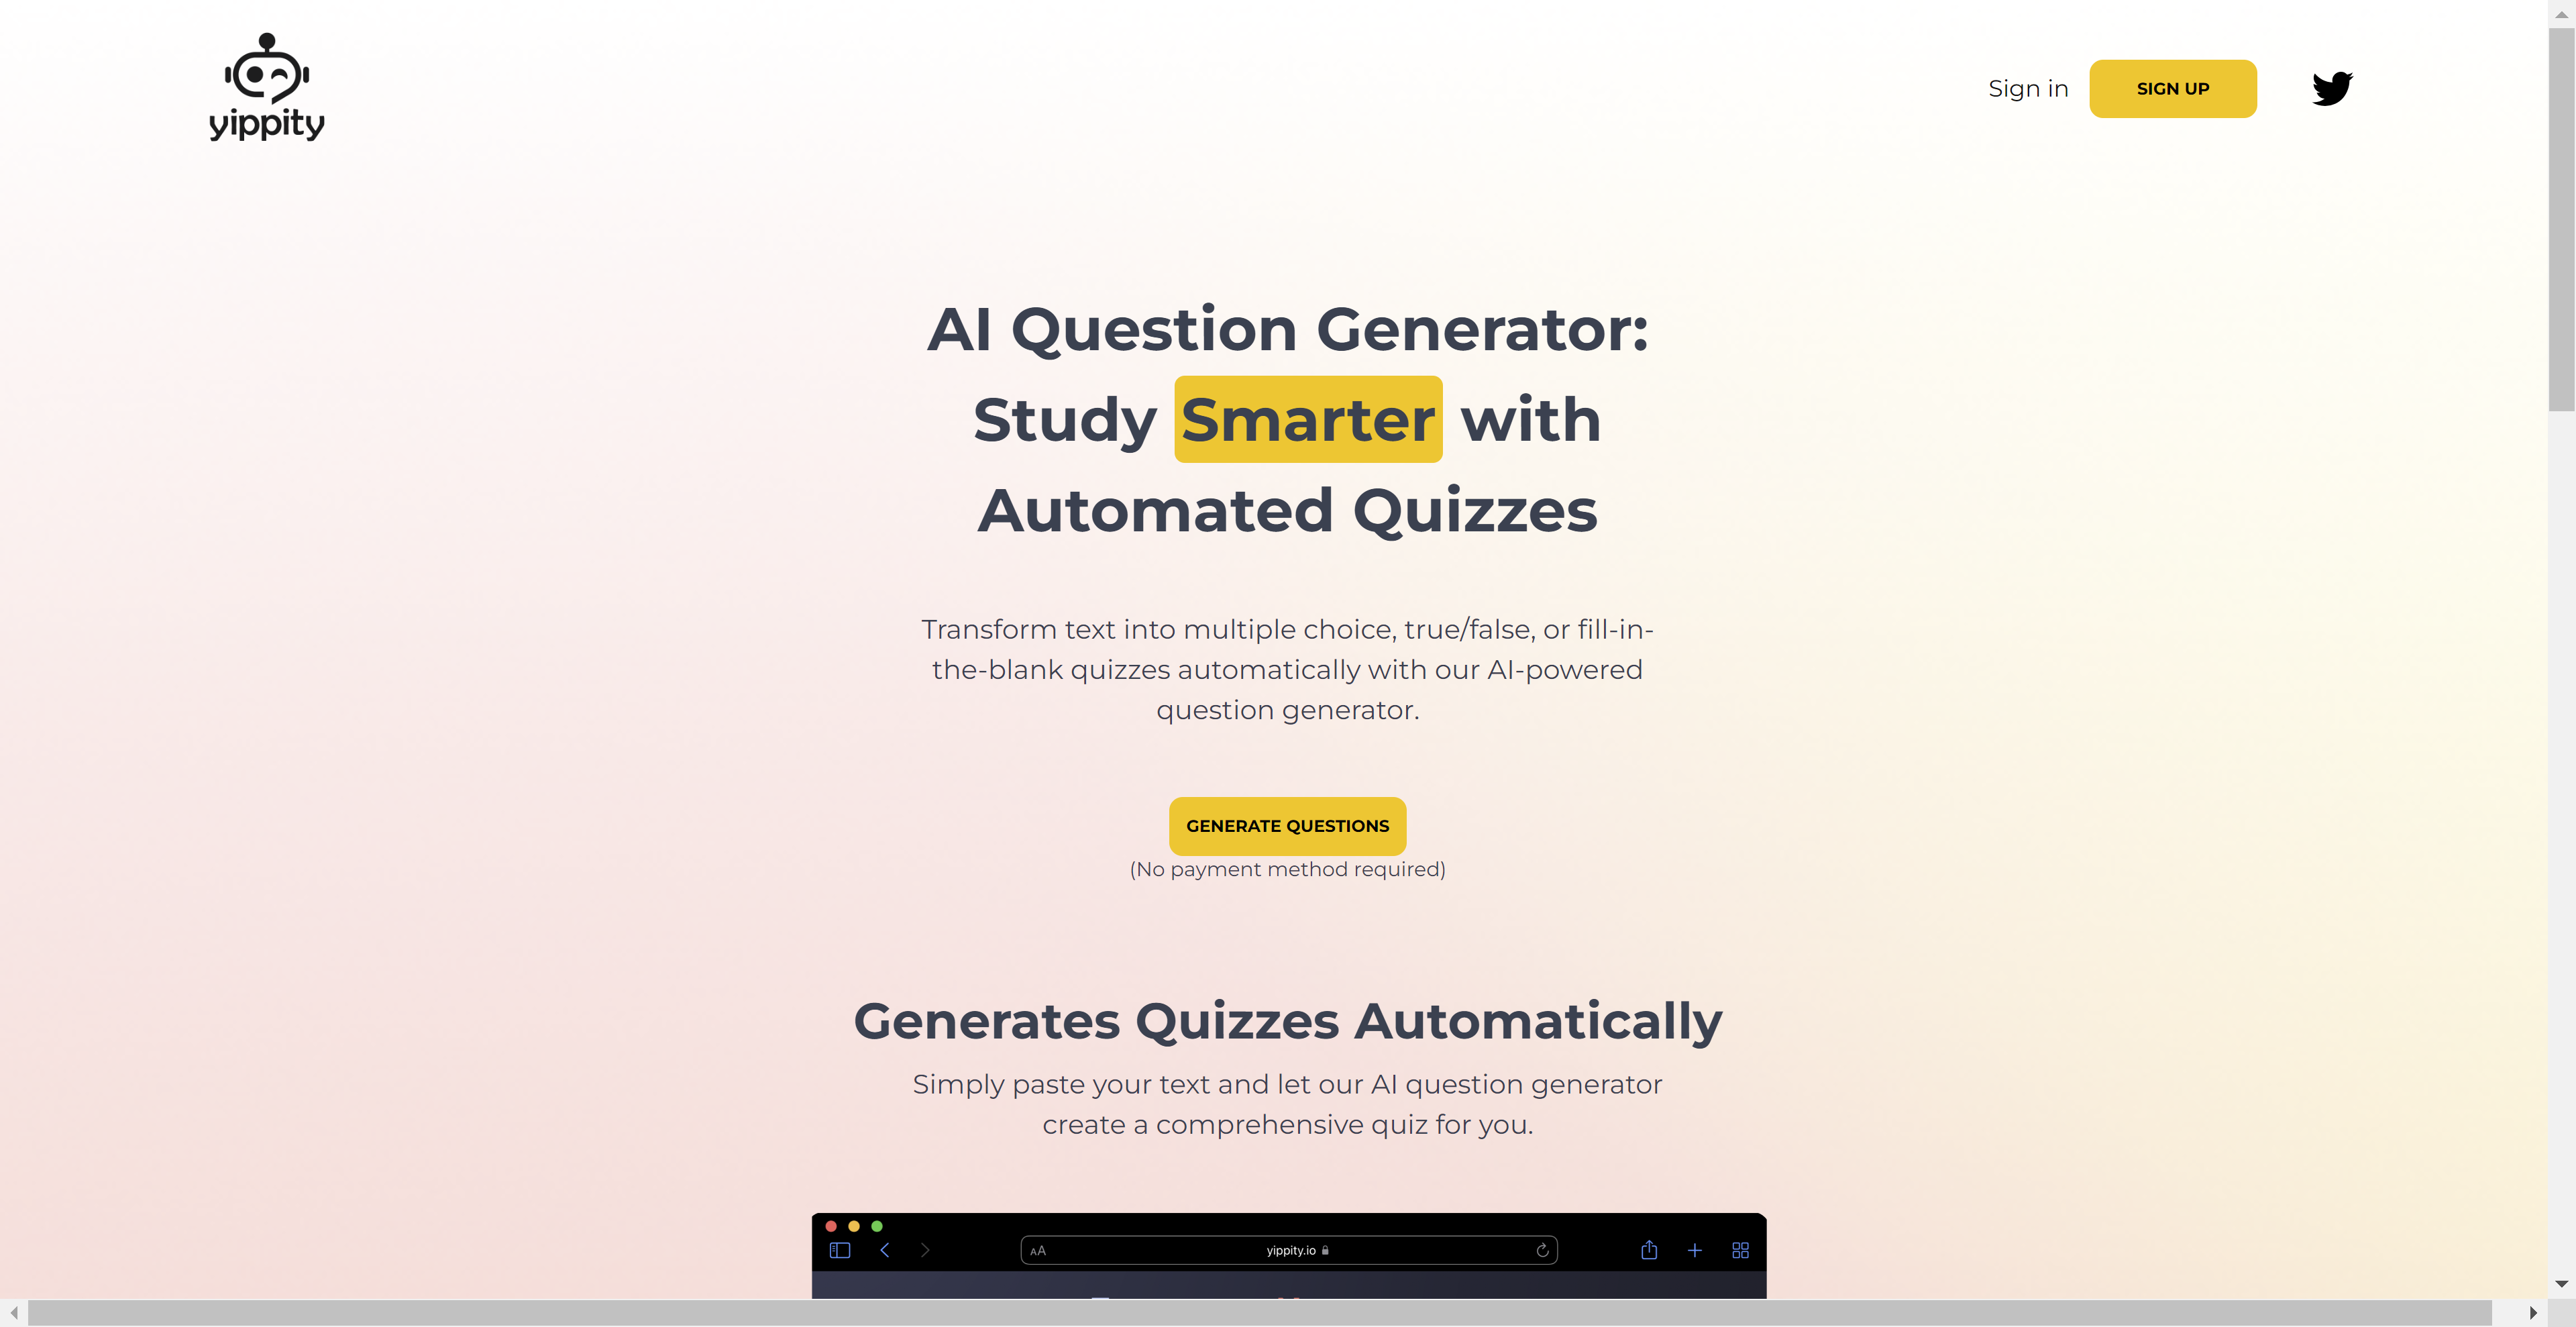 yippity
Sign in
SIGN UP
AI Question Generator:
Study Smarter with
Automated Quizzes
Transform text into multiple choice, true/false, or fill-in-
the-blank quizzes automatically with our AI-powered
question generator.
GENERATE QUESTIONS
(No payment method required)
Generates Quizzes Automatically
Simply paste your text and let our AI question generator
create a comprehensive quiz for you.
AA
yippity.io